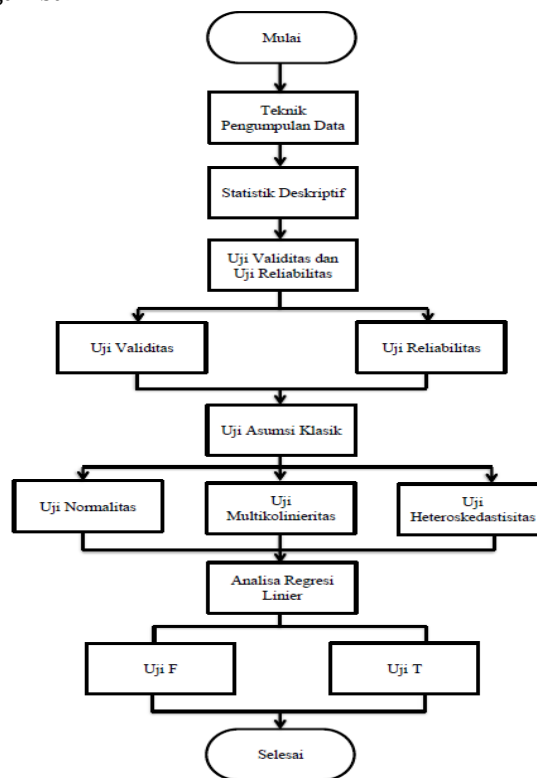 Mulai
Teknik
Pengumpulan Data
Statistik Deskriptif
Uji Validitas dan
Uji Reliabilitas
Uji Validitas
Uji Reliabilitas
Uji Asumsi Klasik
Uji Normalitas
Uji
Multikolinieritas
Uji
Heteroskedastisitas
Analisa Regresi
Linier
Uji F
Uji T
Selesai